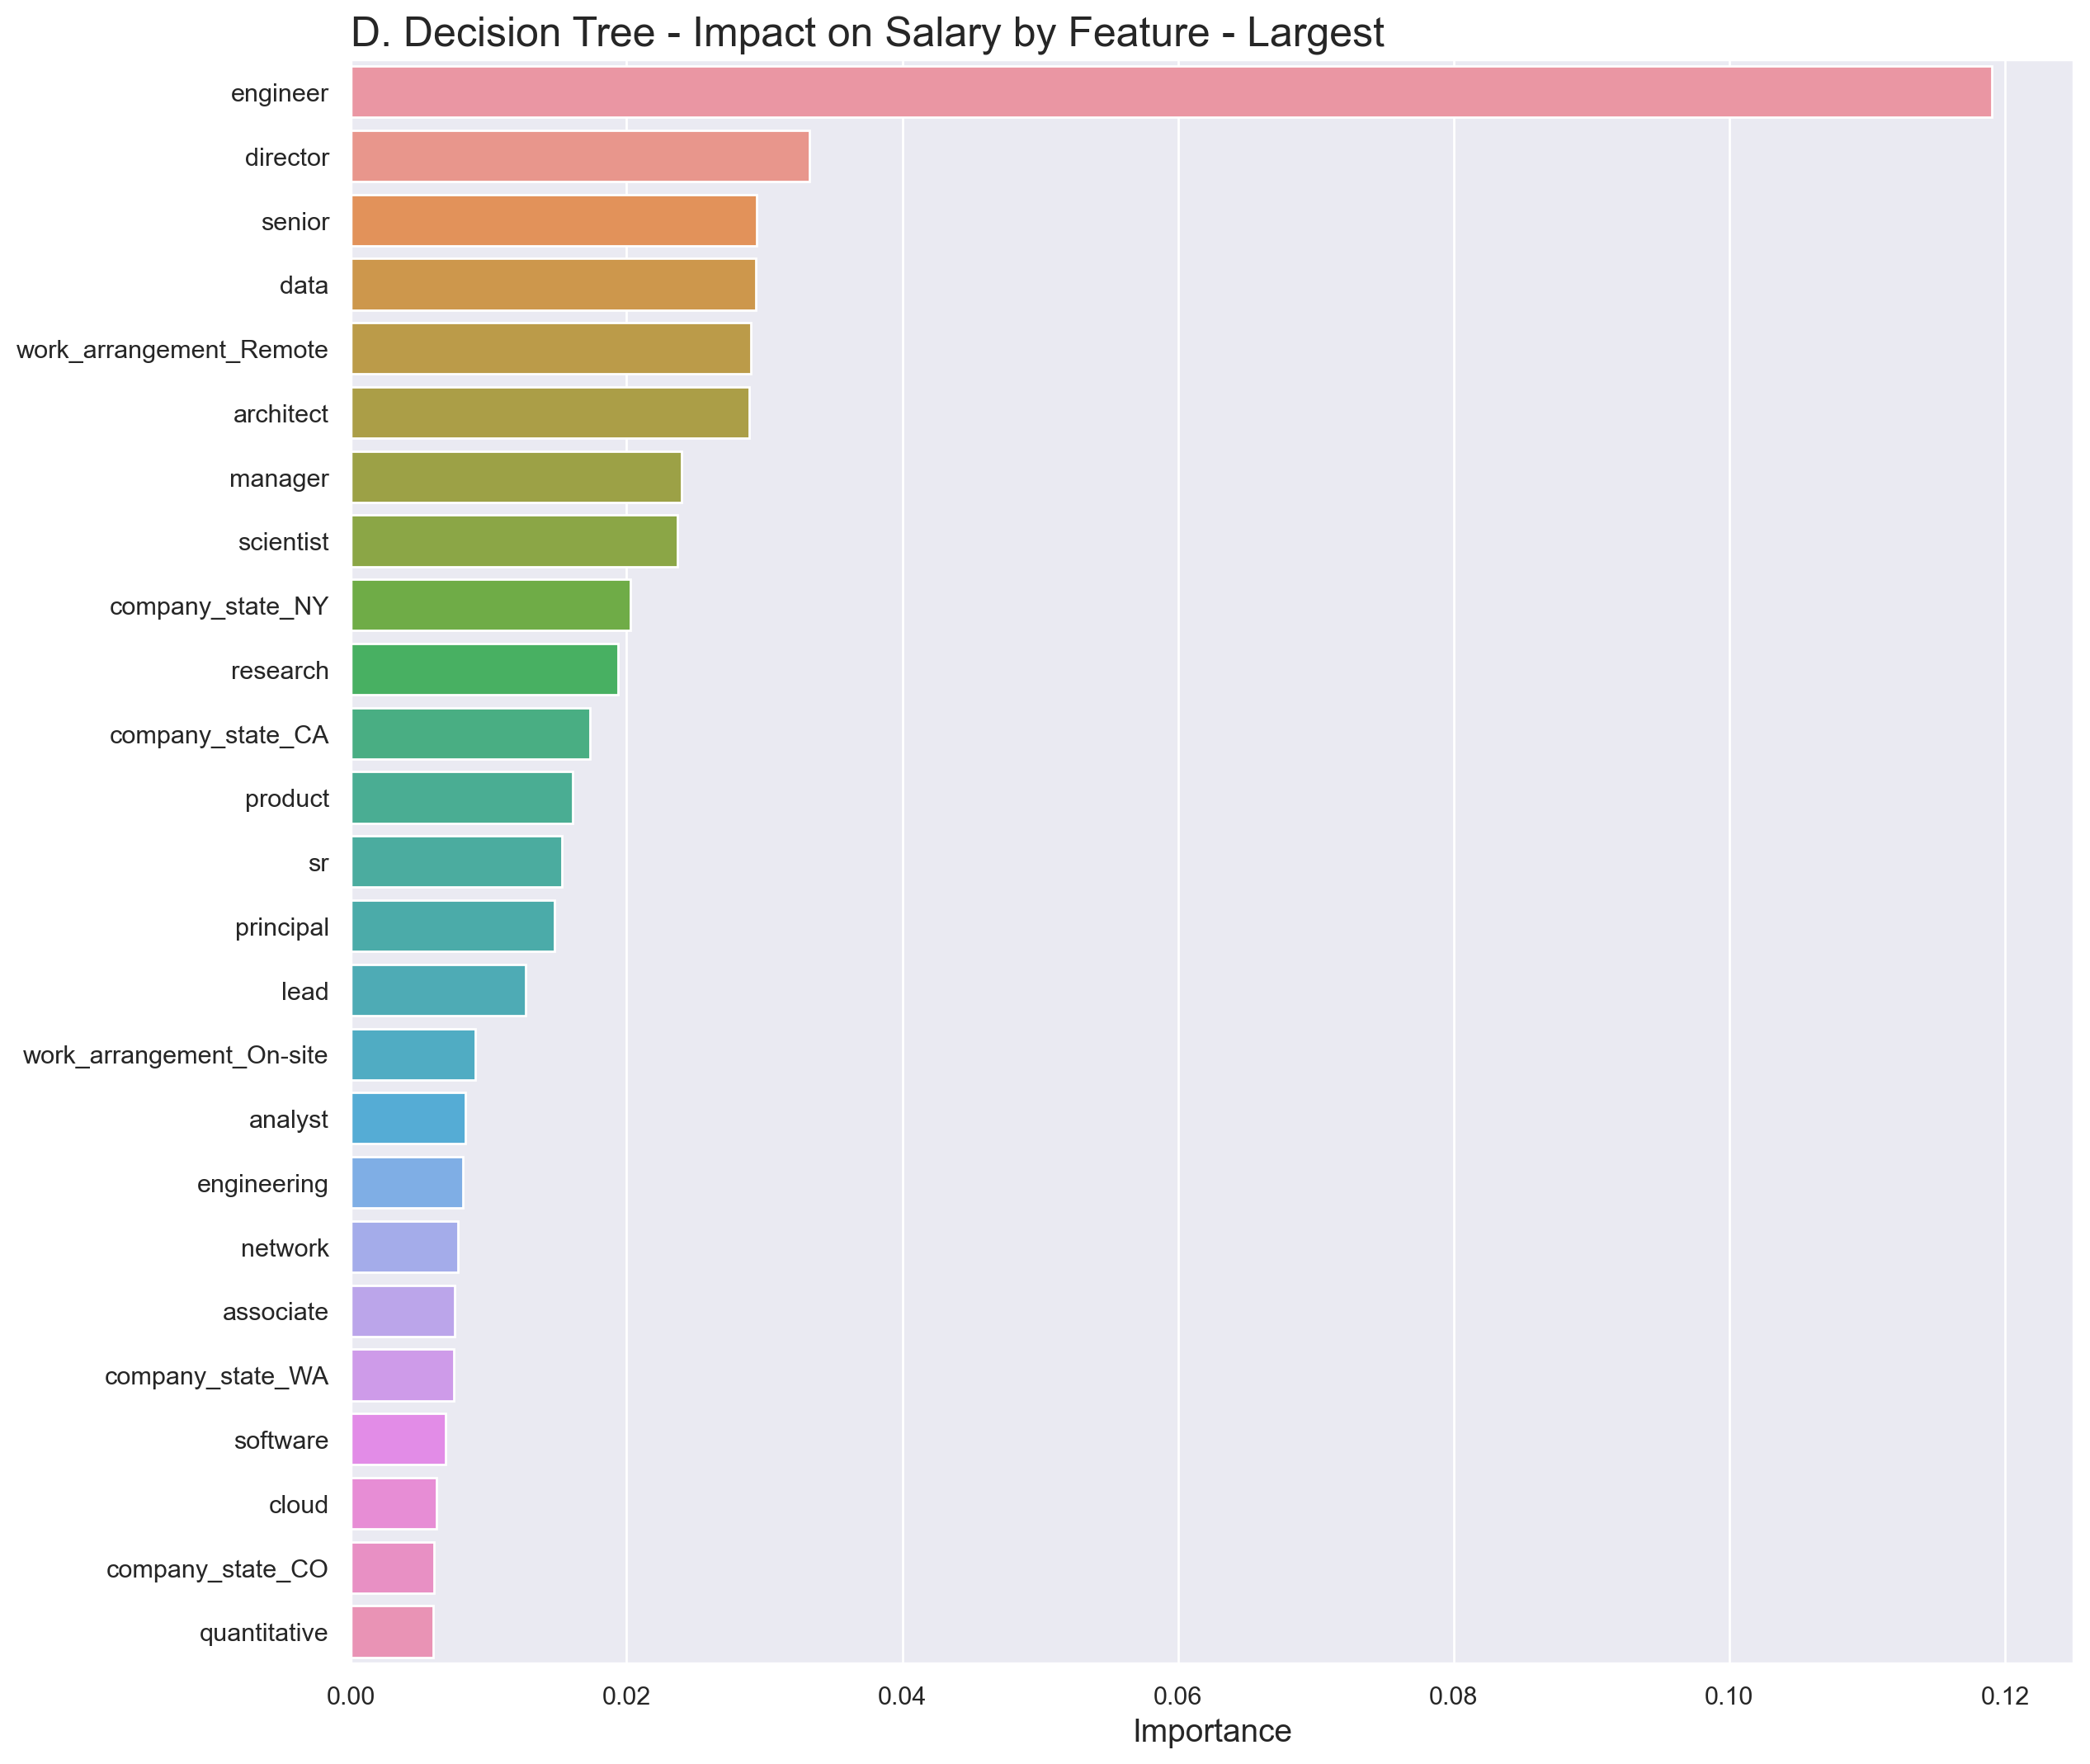 D. Decision Tree - Impact on Salary by Feature - Largest
engineer
director
senior
data
work_arrangement_Remote
architect
manager
scientist
company_state_NY
research
company_state_CA
product
sr
principal
lead
work_arrangement_On-site
analyst
engineering
network
associate
company_state_WA
software
cloud
company_state_CO
quantitative
0.00 0.02 0.04 0.06 0.08 0.10 0.12
Importance